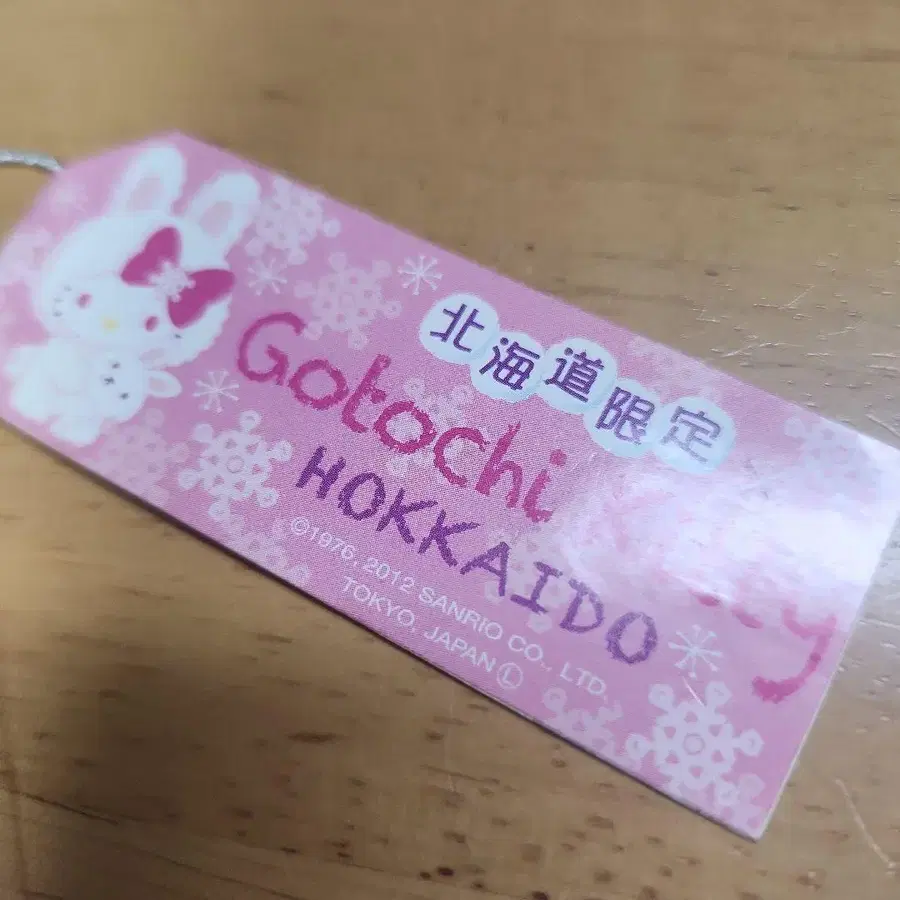 北海道限定
Gotochi
HOKKAIDO
©1976, 2012 SANRIO CO., LTD.
TOKYO, JAPAN Ⓛ